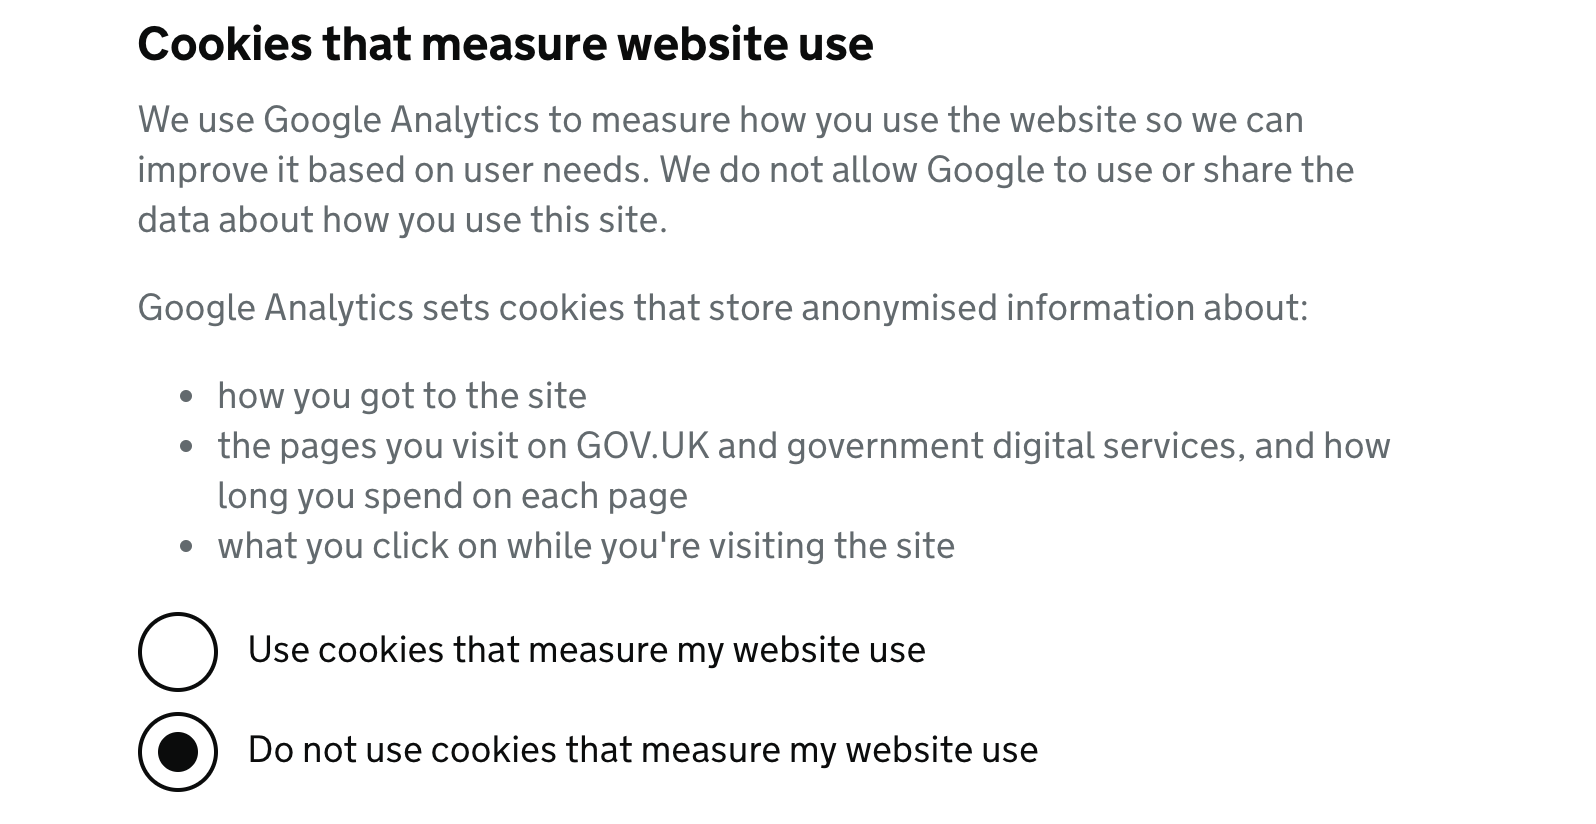 Cookies that measure website use
We use Google Analytics to measure how you use the website so we can
improve it based on user needs. We do not allow Google to use or share the
data about how you use this site.
Google Analytics sets cookies that store anonymised information about:
how you got to the site
the pages you visit on GOV.UK and government digital services, and how
long you spend on each page
what you click on while you're visiting the site
Use cookies that measure my website use
Do not use cookies that measure my website use